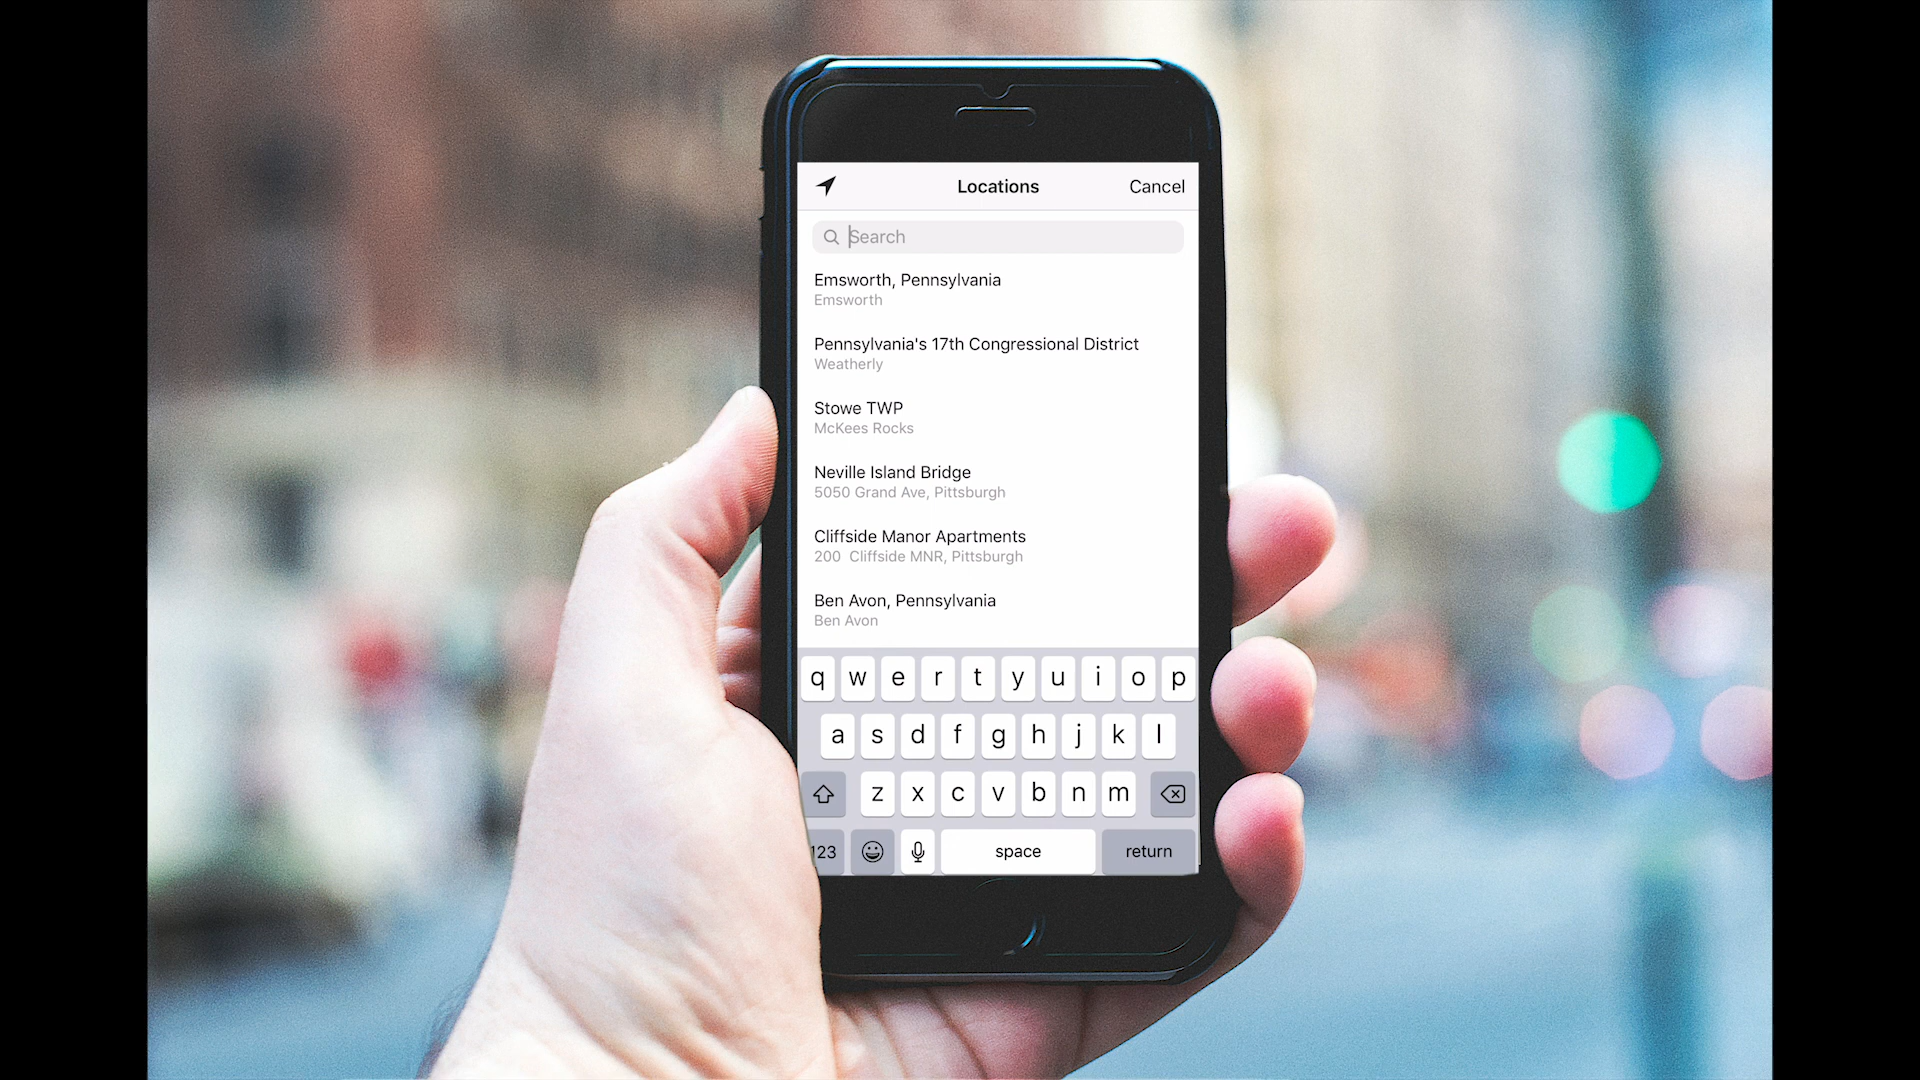 Locations Cancel
Search
Emsworth, Pennsylvania
Emsworth
Pennsylvania's 17th Congressional District
Weatherly
Stowe TWP
McKees Rocks
Neville Island Bridge
5050 Grand Ave, Pittsburgh
Cliffside Manor Apartments
200  Cliffside MNR, Pittsburgh
Ben Avon, Pennsylvania
Ben Avon
q w e r t y u i o p
a s d f g h j k l
z x c v b n m
123 space return